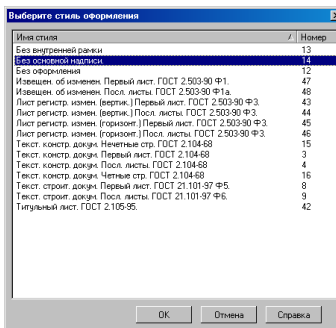 Выберите стиль оформления
Имя стиля / Номер
Без внутренней рамки 13
Без основной надписи. 14
Без оформления 12
Извещен. об изменен. Первый лист. ГОСТ 2.503-90 Ф1. 47
Извещен. об изменен. Посл. листы. ГОСТ 2.503-90 Ф1а. 48
Лист регистр. измен. (вертик.) Первый лист. ГОСТ 2.503-90 Ф3. 43
Лист регистр. измен. (вертик.) Посл. листы. ГОСТ 2.503-90 Ф3. 44
Лист регистр. измен. (горизонт.) Первый лист. ГОСТ 2.503-90 Ф3. 45
Лист регистр. измен. (горизонт.) Посл. листы. ГОСТ 2.503-90 Ф3. 46
Текст. констр. докум. Нечетные стр. ГОСТ 2.104-68 15
Текст. констр. докум. Первый лист. ГОСТ 2.104-68 3
Текст. констр. докум. Посл. листы. ГОСТ 2.104-68 4
Текст. констр. докум. Четные стр. ГОСТ 2.104-68 16
Текст. строит. докум. Первый лист. ГОСТ 21.101-97 Ф5. 8
Текст. строит. докум. Посл. листы. ГОСТ 21.101-97 Ф6. 9
Титульный лист. ГОСТ 2.105-95. 42
OK Отмена Справка